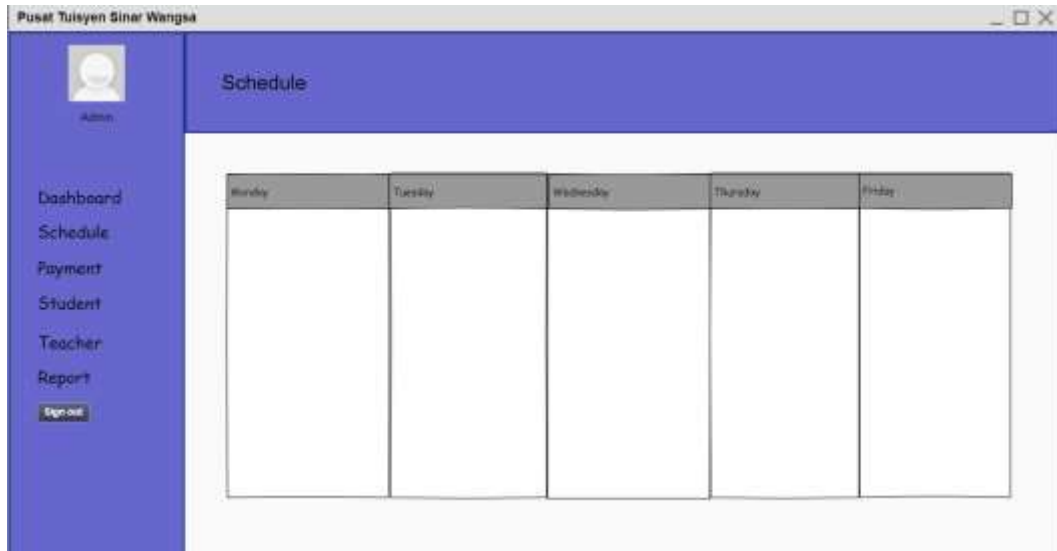 Pusat Tuisyen Sinar Wangsa
Admin
Schedule
Dashboard
Schedule
Payment
Student
Teacher
Report
Sign out
Monday Tuesday Wednesday Thursday Friday